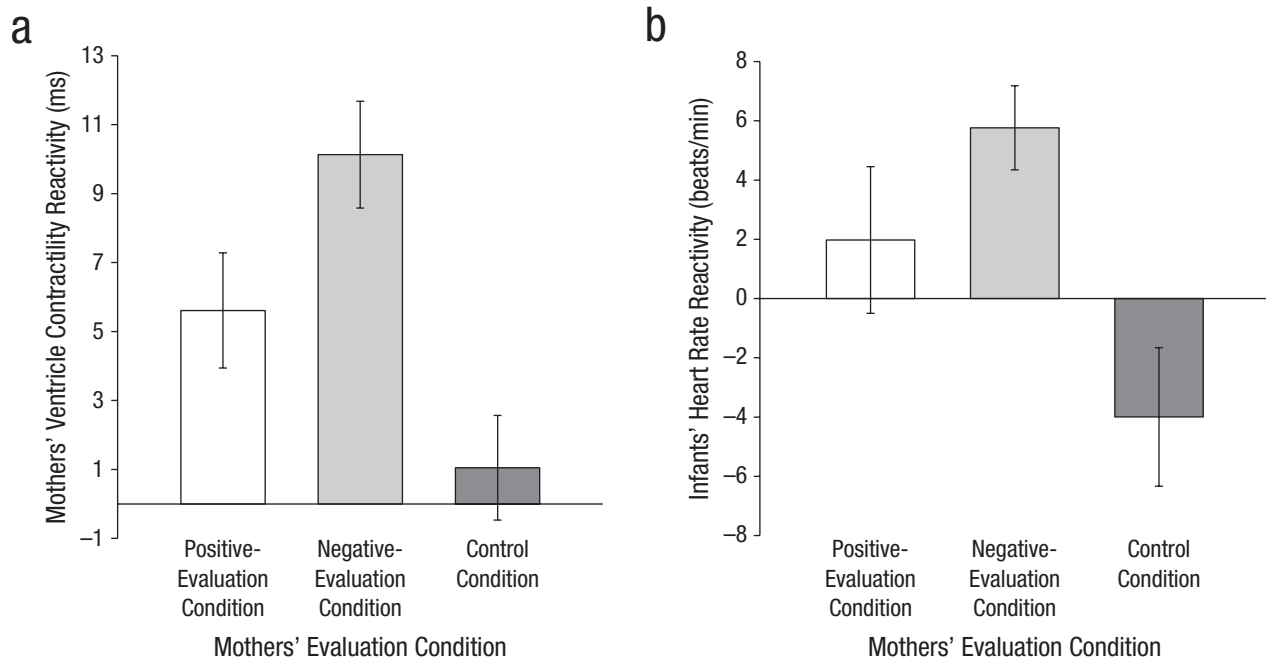 a
Mothers’ Ventricle Contractility Reactivity (ms)
13
11
9
7
5
3
1
–1
Positive-
Evaluation
Condition
Negative-
Evaluation
Condition
Control
Condition
Mothers’ Evaluation Condition
b
Infants’ Heart Rate Reactivity (beats/min)
8
6
4
2
0
–2
–4
–6
–8
Positive-
Evaluation
Condition
Negative-
Evaluation
Condition
Control
Condition
Mothers’ Evaluation Condition